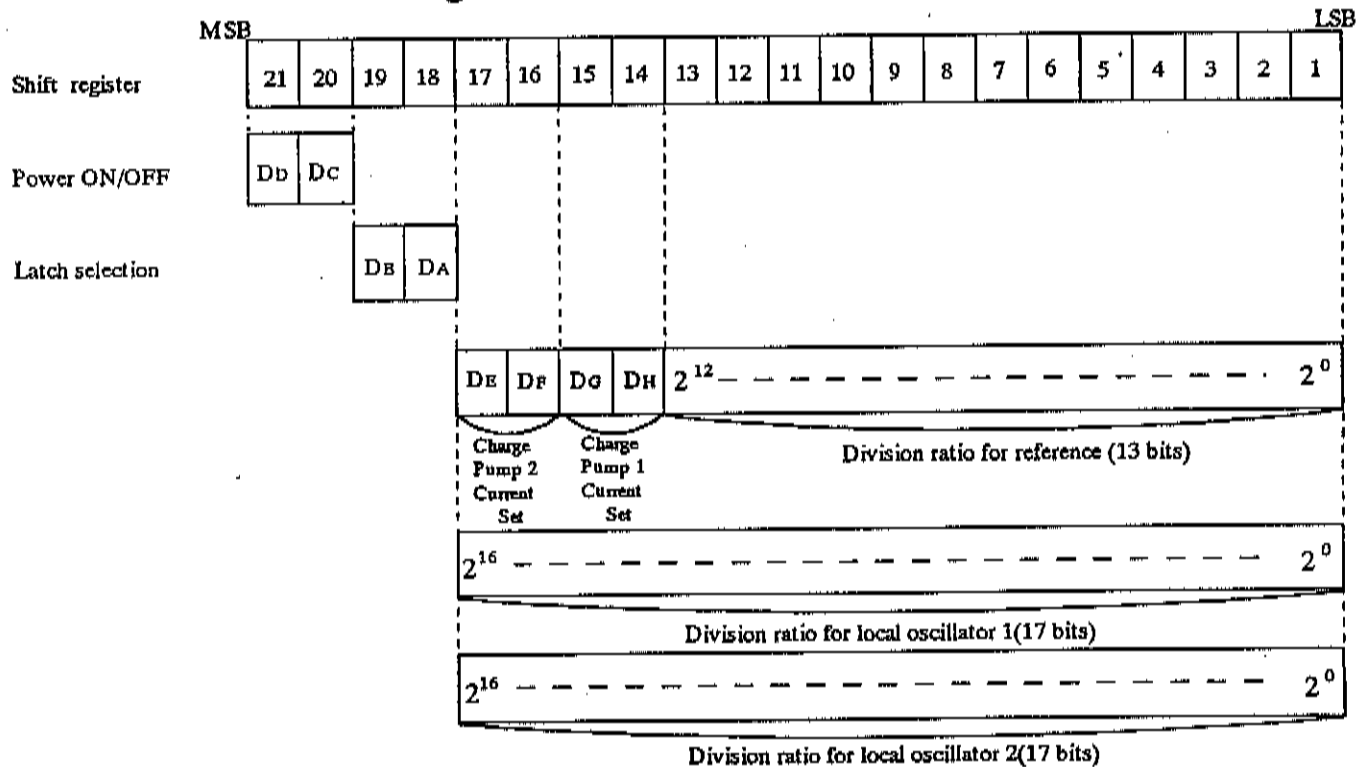 MSB LSB
Shift register 21 20 19 18 17 16 15 14 13 12 11 10 9 8 7 6 5 4 3 2 1
Power ON/OFF DD DC
Latch selection DB DA
DE DF DG DH 2^12 — — — — — — — — — — — — — 2^0
Charge Pump 2 Current Set
Charge Pump 1 Current Set
Division ratio for reference (13 bits)
2^16 — — — — — — — — — — — — — — — — 2^0
Division ratio for local oscillator 1(17 bits)
2^16 — — — — — — — — — — — — — — — — 2^0
Division ratio for local oscillator 2(17 bits)